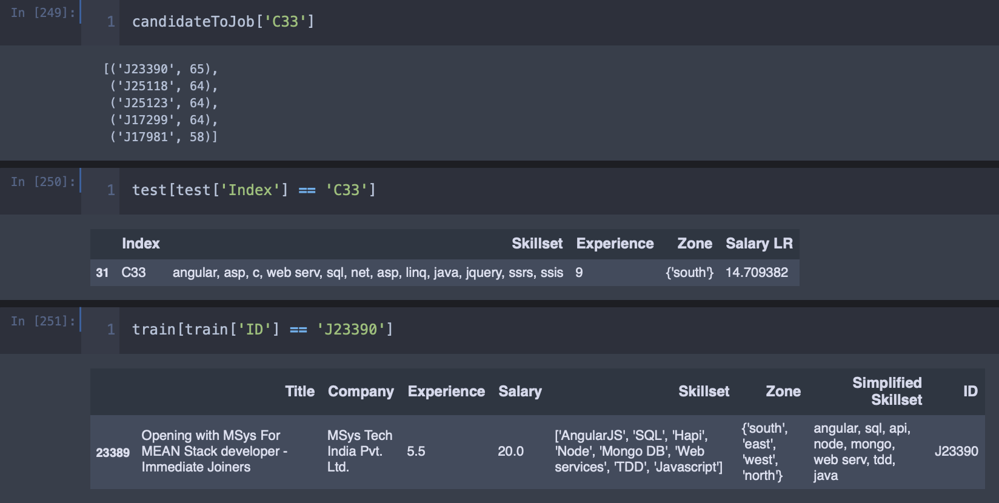 In [249]:
1 candidateToJob['C33']
[('J23390', 65),
('J25118', 64),
('J25123', 64),
('J17299', 64),
('J17981', 58)]
In [250]:
1 test[test['Index'] == 'C33']
Index Skillset Experience Zone Salary LR
31 C33 angular, asp, c, web serv, sql, net, asp, linq, java, jquery, ssrs, ssis 9 {'south'} 14.709382
In [251]:
1 train[train['ID'] == 'J23390']
Title Company Experience Salary Skillset Zone Simplified Skillset ID
23389
Opening with MSys For
MEAN Stack developer -
Immediate Joiners
MSys Tech
India Pvt.
Ltd.
5.5
20.0
['AngularJS', 'SQL', 'Hapi',
'Node', 'Mongo DB', 'Web
services', 'TDD', 'Javascript']
{'south',
'east',
'west',
'north'}
angular, sql, api,
node, mongo,
web serv, tdd,
java
J23390